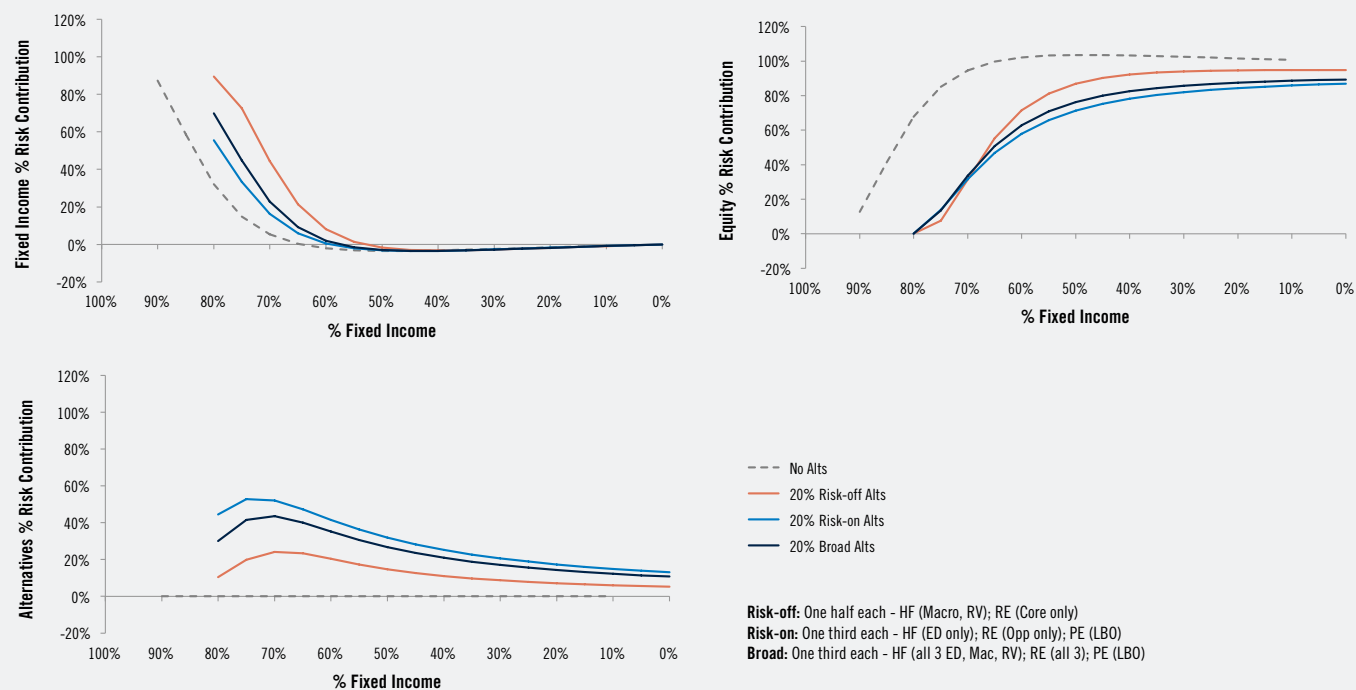 Fixed Income % Risk Contribution
120%
100%
80%
60%
40%
20%
0%
-20%
100% 90% 80% 70% 60% 50% 40% 30% 20% 10% 0%
% Fixed Income
Equity % Risk Contribution
120%
100%
80%
60%
40%
20%
0%
-20%
100% 90% 80% 70% 60% 50% 40% 30% 20% 10% 0%
% Fixed Income
Alternatives % Risk Contribution
120%
100%
80%
60%
40%
20%
0%
-20%
100% 90% 80% 70% 60% 50% 40% 30% 20% 10% 0%
% Fixed Income
No Alts
20% Risk-off Alts
20% Risk-on Alts
20% Broad Alts
Risk-off: One half each - HF (Macro, RV); RE (Core only)
Risk-on: One third each - HF (ED only); RE (Opp only); PE (LBO)
Broad: One third each - HF (all 3 ED, Mac, RV); RE (all 3); PE (LBO)